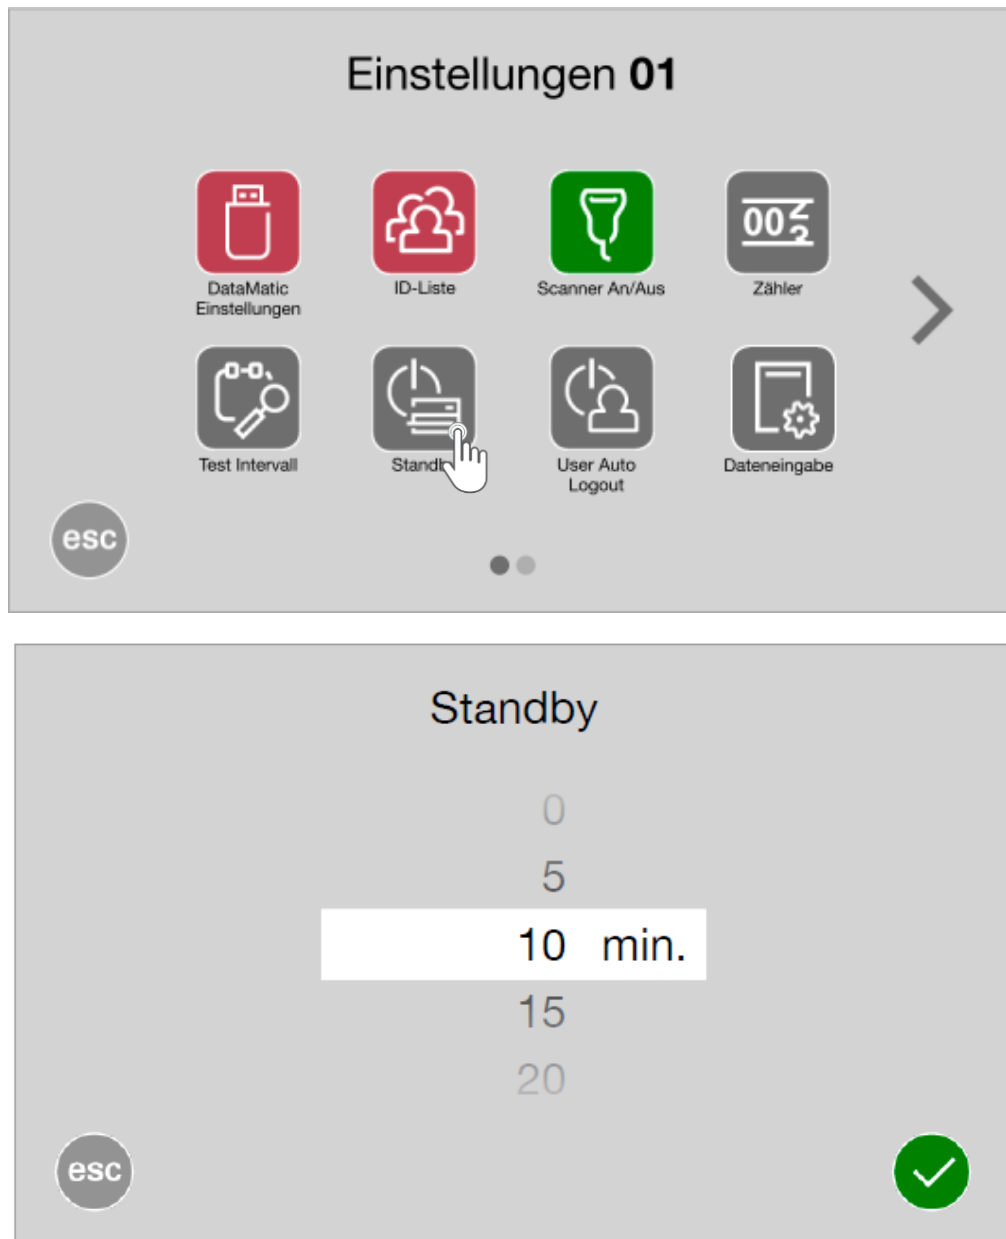 Einstellungen 01
DataMatic
Einstellungen
ID-Liste
Scanner An/Aus
Zähler
Test Intervall
User Auto
Logout
Dateneingabe
esc
Standby
0
5
10 min.
15
20
esc